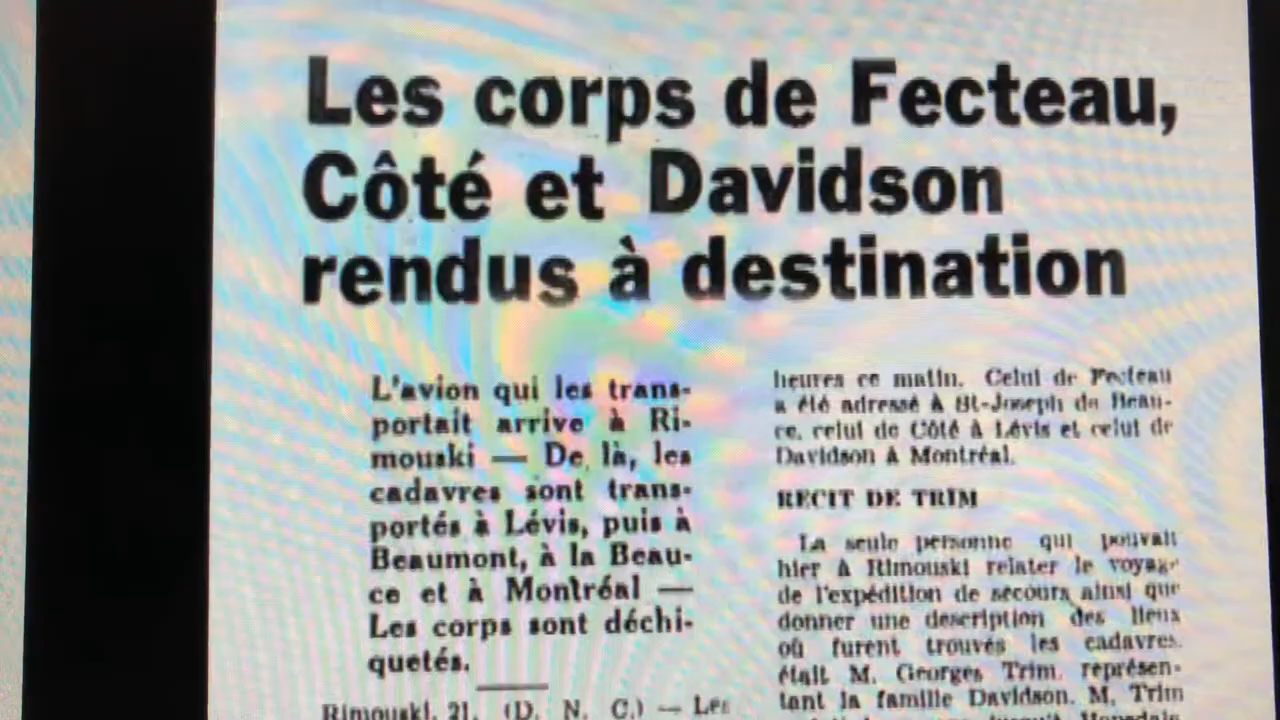 Les corps de Fecteau,
Côté et Davidson
rendus à destination
L'avion qui les trans-
portait arrive à Ri-
mouski — De là, les
cadavres sont trans-
portés à Lévis, puis à
Beaumont, à la Beau-
ce et à Montréal —
Les corps sont déchi-
quetés.
Rimouski, 21. (D. N. C.) — Les
heures ce matin. Celui de Fecteau
a été adressé à St-Joseph de Beau-
ce, celui de Côté à Lévis et celui de
Davidson à Montréal.
RECIT DE TRIM
La seule personne qui pouvait
hier à Rimouski relater le voyage
de l'expédition de secours ainsi que
donner une description des lieux
où furent trouvés les cadavres,
était M. Georges Trim, représen-
tant la famille Davidson. M. Trim